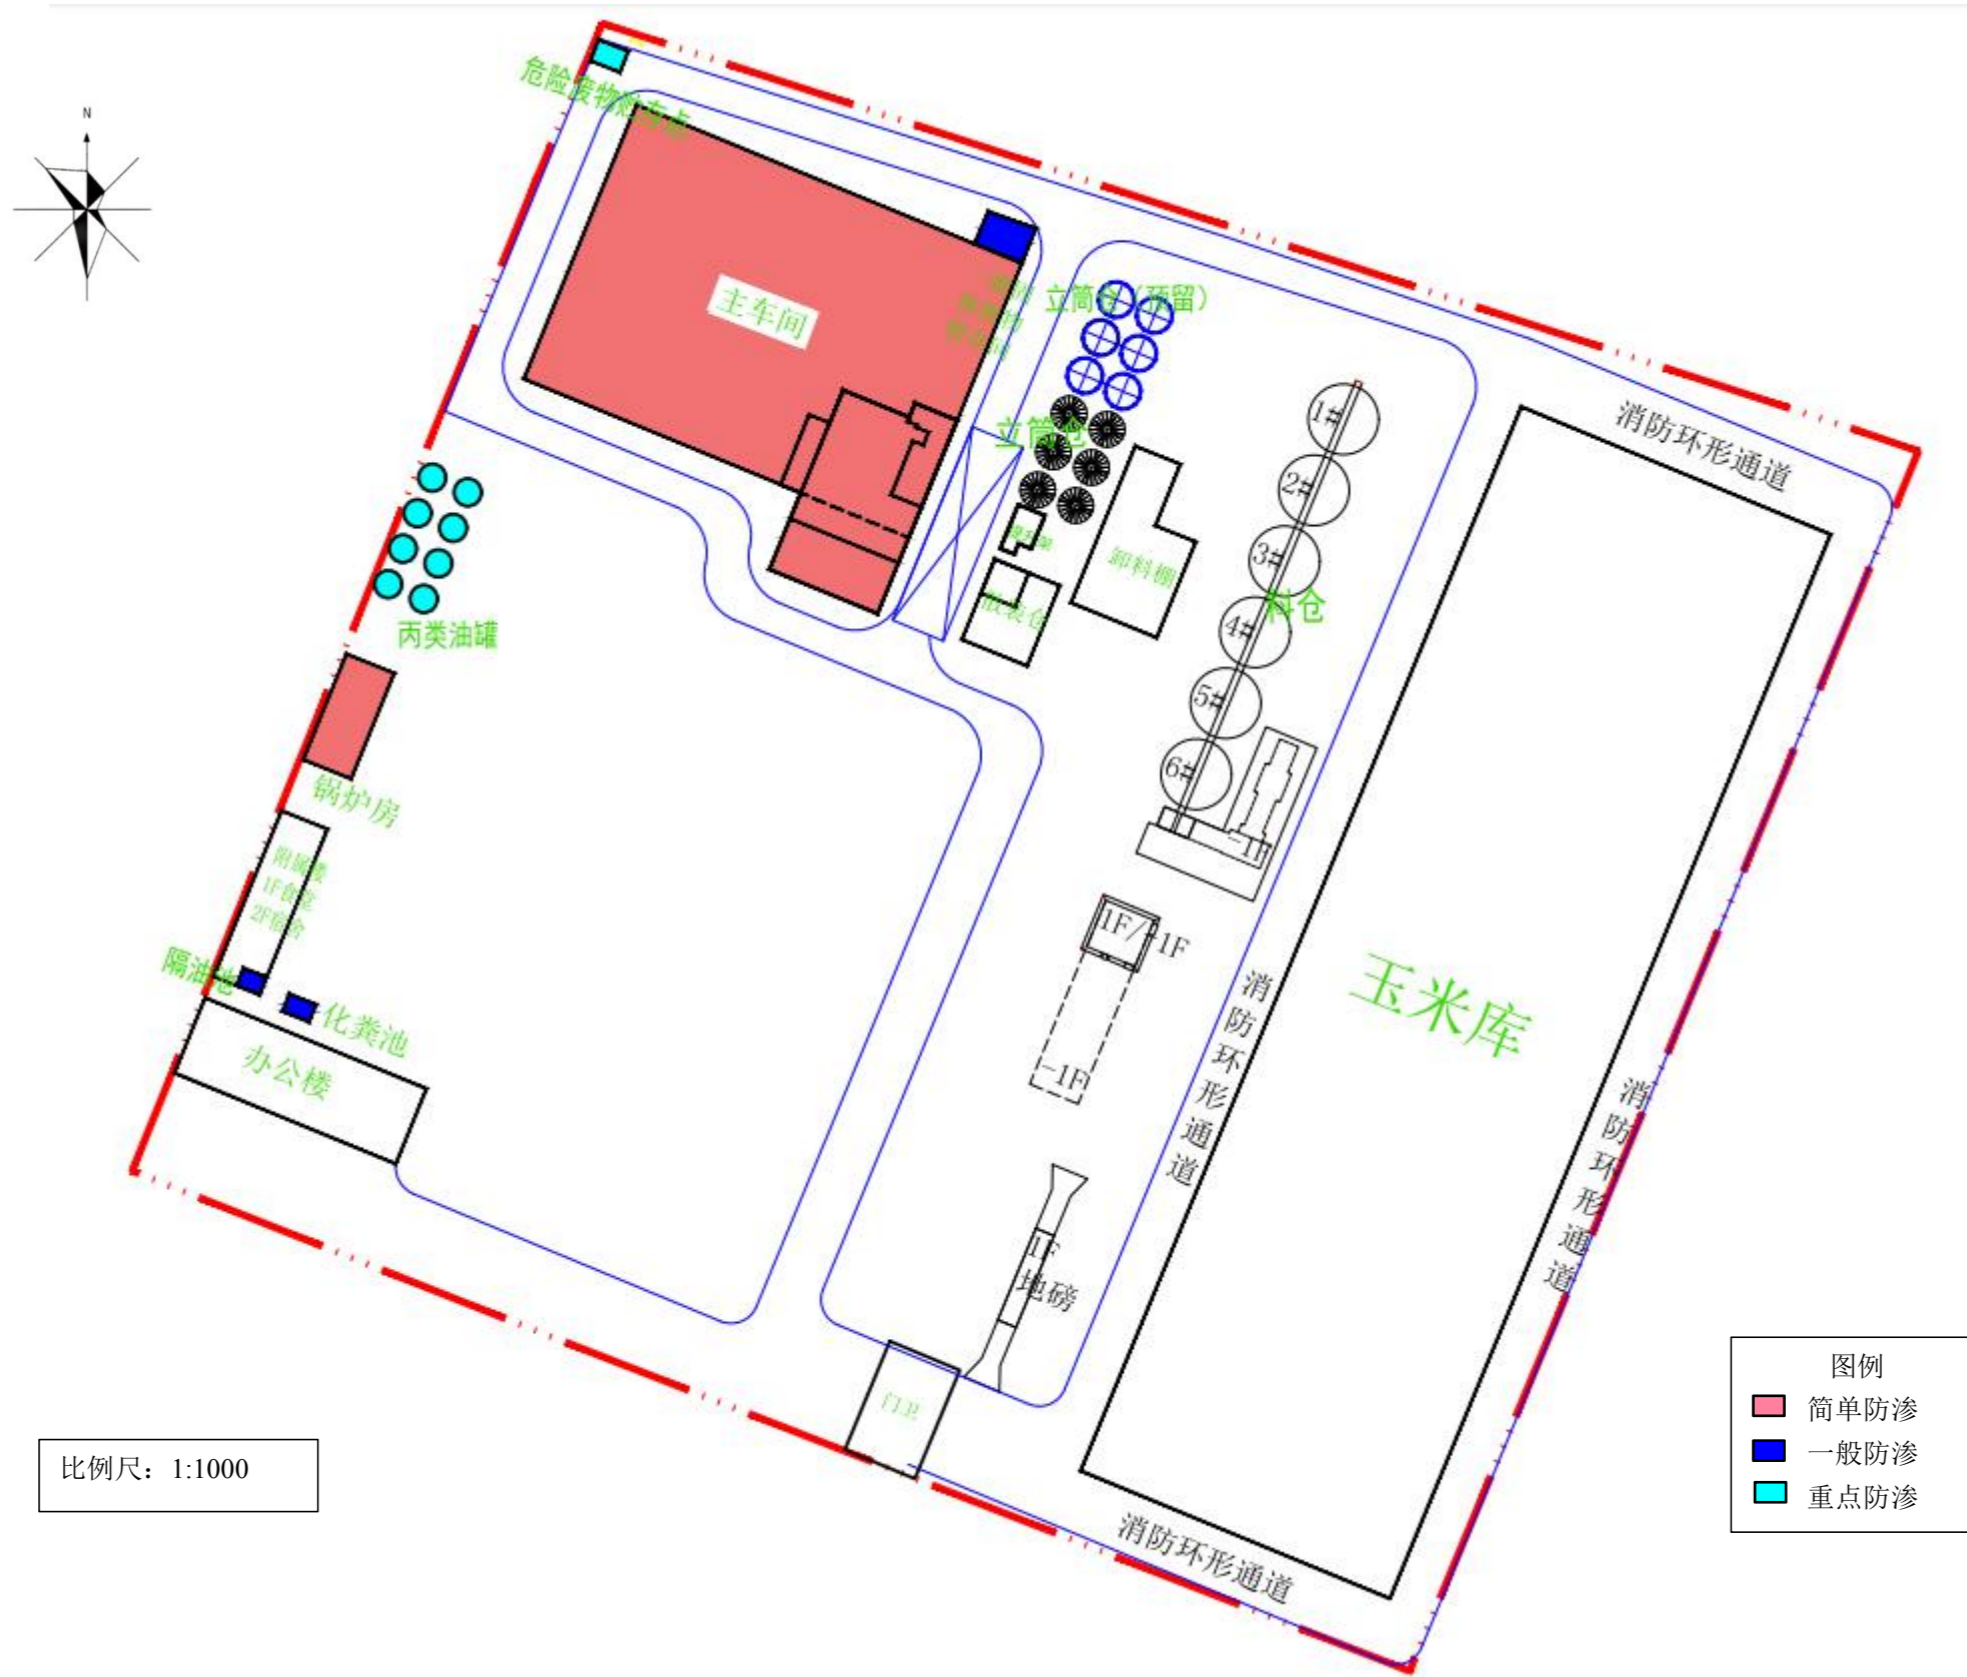 N
危险废物贮存点
主车间
立筒仓（预留）
立筒仓
卸料棚
散装仓
1#
2#
3#
4#
5#
6#
料仓
-1F
消防环形通道
丙类油罐
锅炉房
附属楼
1F食堂
2F宿舍
隔油池
化粪池
办公楼
1F/-1F
-1F
1F
地磅
门卫
玉米库
消防环形通道
消防环形通道
消防环形通道
图例
简单防渗
一般防渗
重点防渗
比例尺：1:1000